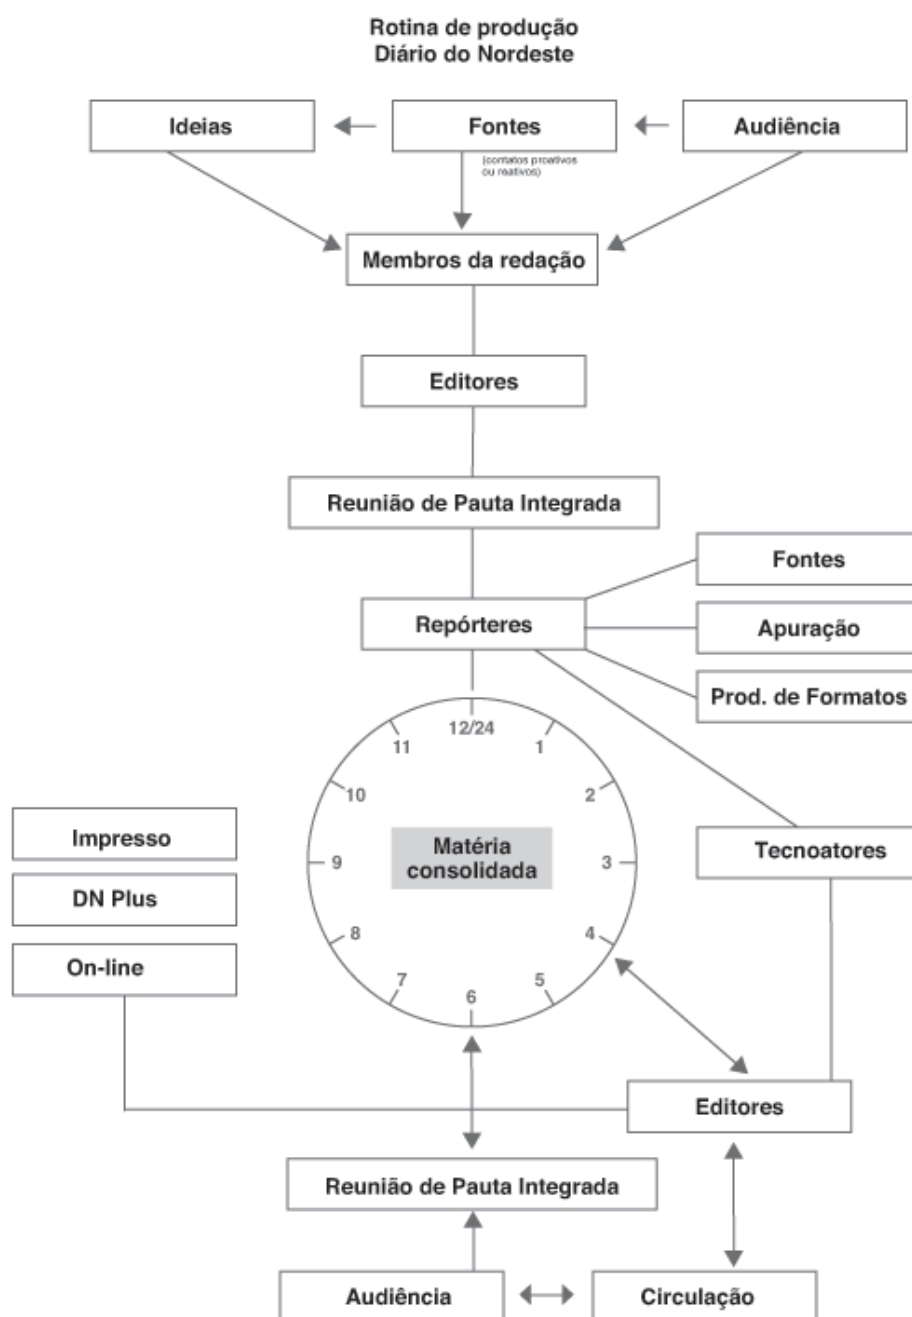 Rotina de produção
Diário do Nordeste
Ideias
Fontes
Audiência
(contatos proativos
ou reativos)
Membros da redação
Editores
Reunião de Pauta Integrada
Fontes
Repórteres
Apuração
Prod. de Formatos
12/24
11
1
10
2
Impresso
Matéria
consolidada
Tecnoatores
9
3
DN Plus
8
4
On-line
7
5
6
Editores
Reunião de Pauta Integrada
Audiência
Circulação